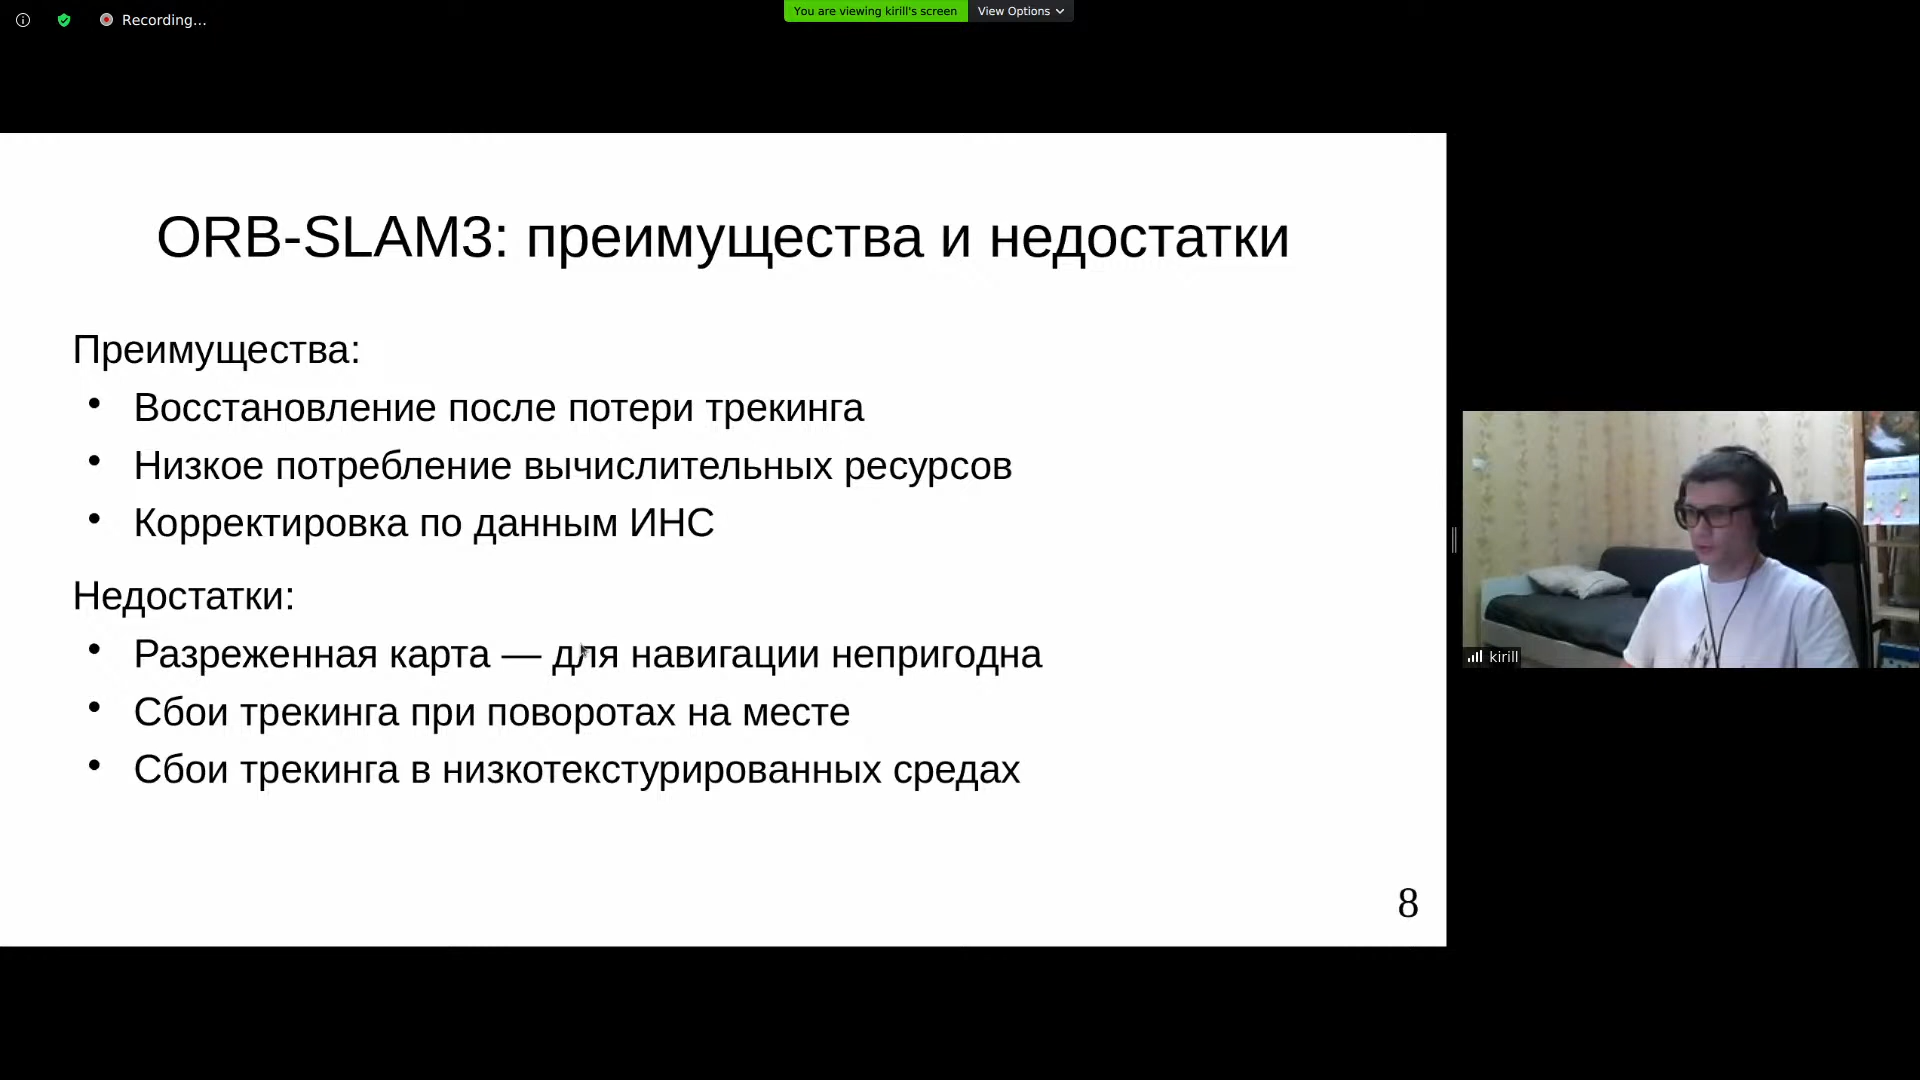 Recording...
You are viewing kirill's screen
View Options
ORB-SLAM3: преимущества и недостатки
Преимущества:
• Восстановление после потери трекинга
• Низкое потребление вычислительных ресурсов
• Корректировка по данным ИНС
Недостатки:
• Разреженная карта — для навигации непригодна
• Сбои трекинга при поворотах на месте
• Сбои трекинга в низкотекстурированных средах
8
kirill